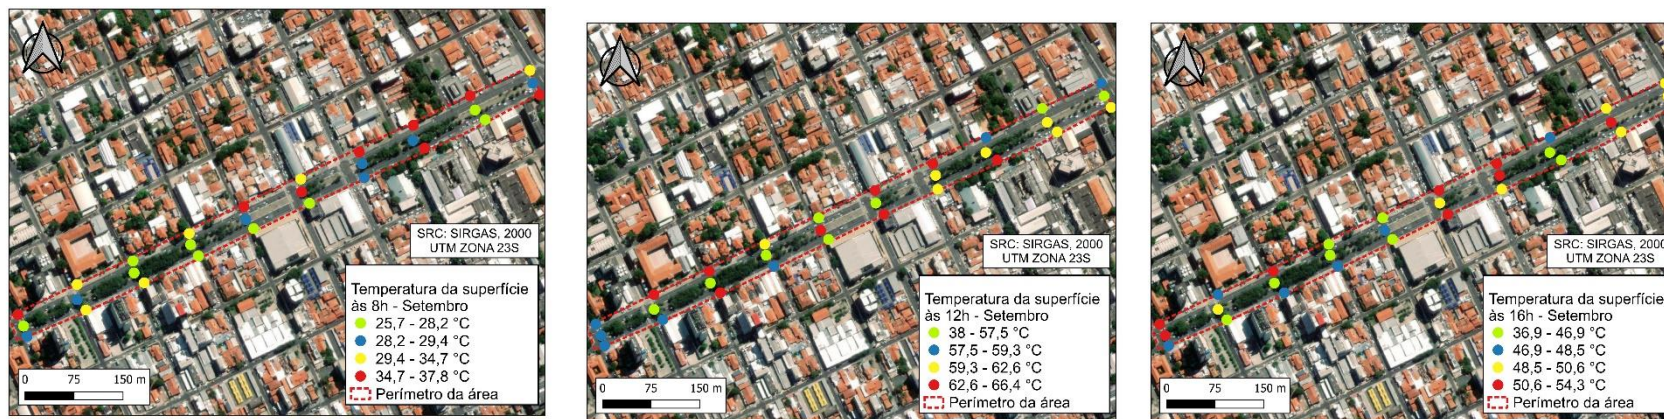 SRC: SIRGAS, 2000
UTM ZONA 23S
Temperatura da superfície
às 8h - Setembro
25,7 - 28,2 °C
28,2 - 29,4 °C
29,4 - 34,7 °C
34,7 - 37,8 °C
Perímetro da área
0 75 150 m
SRC: SIRGAS, 2000
UTM ZONA 23S
Temperatura da superfície
às 12h - Setembro
38 - 57,5 °C
57,5 - 59,3 °C
59,3 - 62,6 °C
62,6 - 66,4 °C
Perímetro da área
0 75 150 m
SRC: SIRGAS, 2000
UTM ZONA 23S
Temperatura da superfície
às 16h - Setembro
36,9 - 46,9 °C
46,9 - 48,5 °C
48,5 - 50,6 °C
50,6 - 54,3 °C
Perímetro da área
0 75 150 m